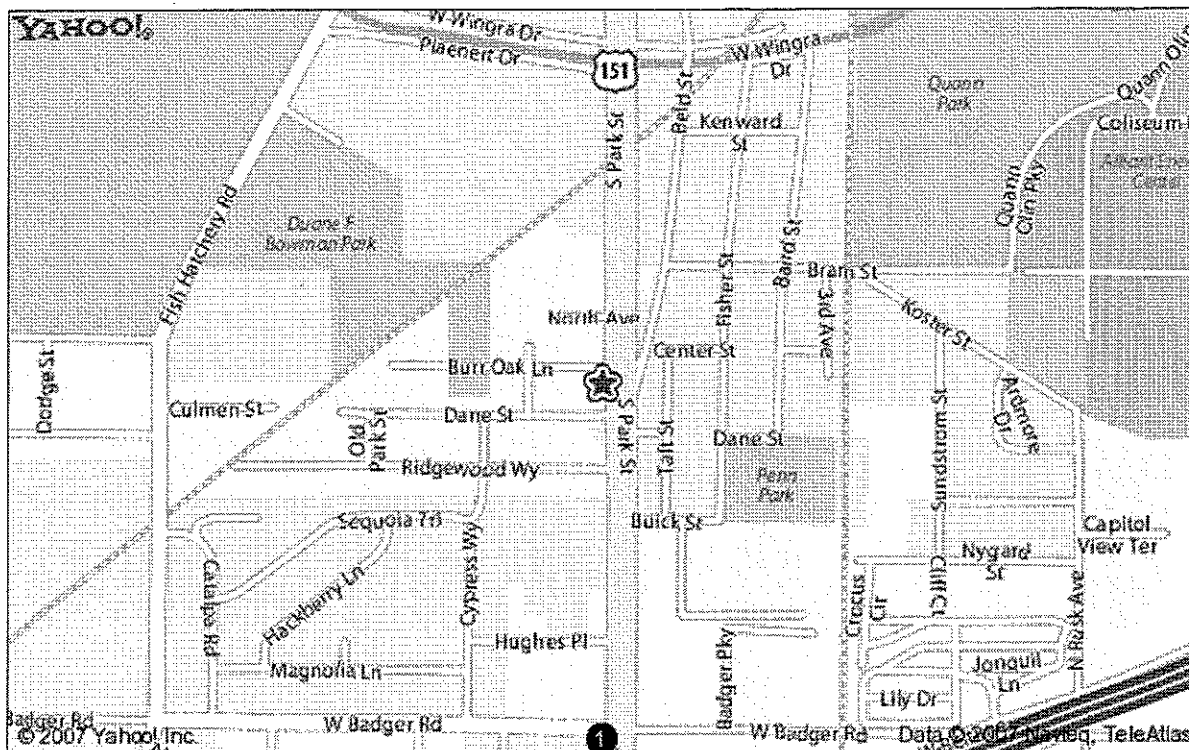 YAHOO!
W Wingra Dr
Plaenert Dr
151
W Wingra
Dr
Quann
Park
Quann Olin
Coliseum
S Park St
Beld St
Kenward
St
Quann
Olin Pky
Fish Hatchery Rd
Duane F
Bowman Park
Baird St
Bram St
Fisher St
3rd Ave
Koster St
Ave
Center St
Burr Oak Ln
Dodge St
Culmen St
Old
Park St
Dane St
S Park St
Taft St
Dane St
Sundstrom St
Ardmore
Dr
Ridgewood Wy
Penn
Park
Sequoia Trl
Buick St
Capitol
View Ter
Nygard
St
Catalpa Rd
Hackberry Ln
Cypress Wy
Crocus
Cir
Cliff Ct
N Rusk Ave
Hughes Pl
Magnolia Ln
Badger Pky
Jonquil
Ln
Lily Dr
Badger Rd
W Badger Rd
1
W Badger Rd
© 2007 Yahoo! Inc.
Data © 2007 Navteq, TeleAtlas